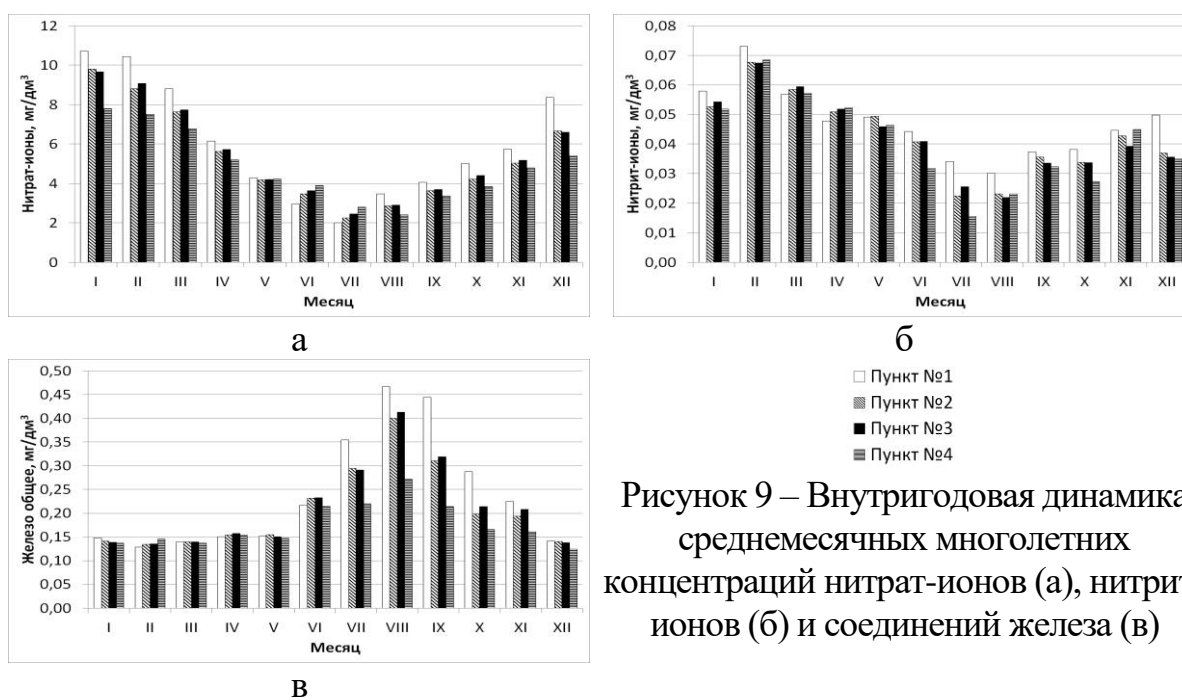 12
10
8
6
4
2
0
Нитрат-ионы, мг/дм³
I II III IV V VI VII VIII IX X XI XII
Месяц
а
0,08
0,07
0,06
0,05
0,04
0,03
0,02
0,01
0,00
Нитрит-ионы, мг/дм³
I II III IV V VI VII VIII IX X XI XII
Месяц
б
0,50
0,45
0,40
0,35
0,30
0,25
0,20
0,15
0,10
0,05
0,00
Железо общее, мг/дм³
I II III IV V VI VII VIII IX X XI XII
Месяц
в
Пункт №1
Пункт №2
Пункт №3
Пункт №4
Рисунок 9 – Внутригодовая динамика
среднемесячных многолетних
концентраций нитрат-ионов (а), нитрит-
ионов (б) и соединений железа (в)